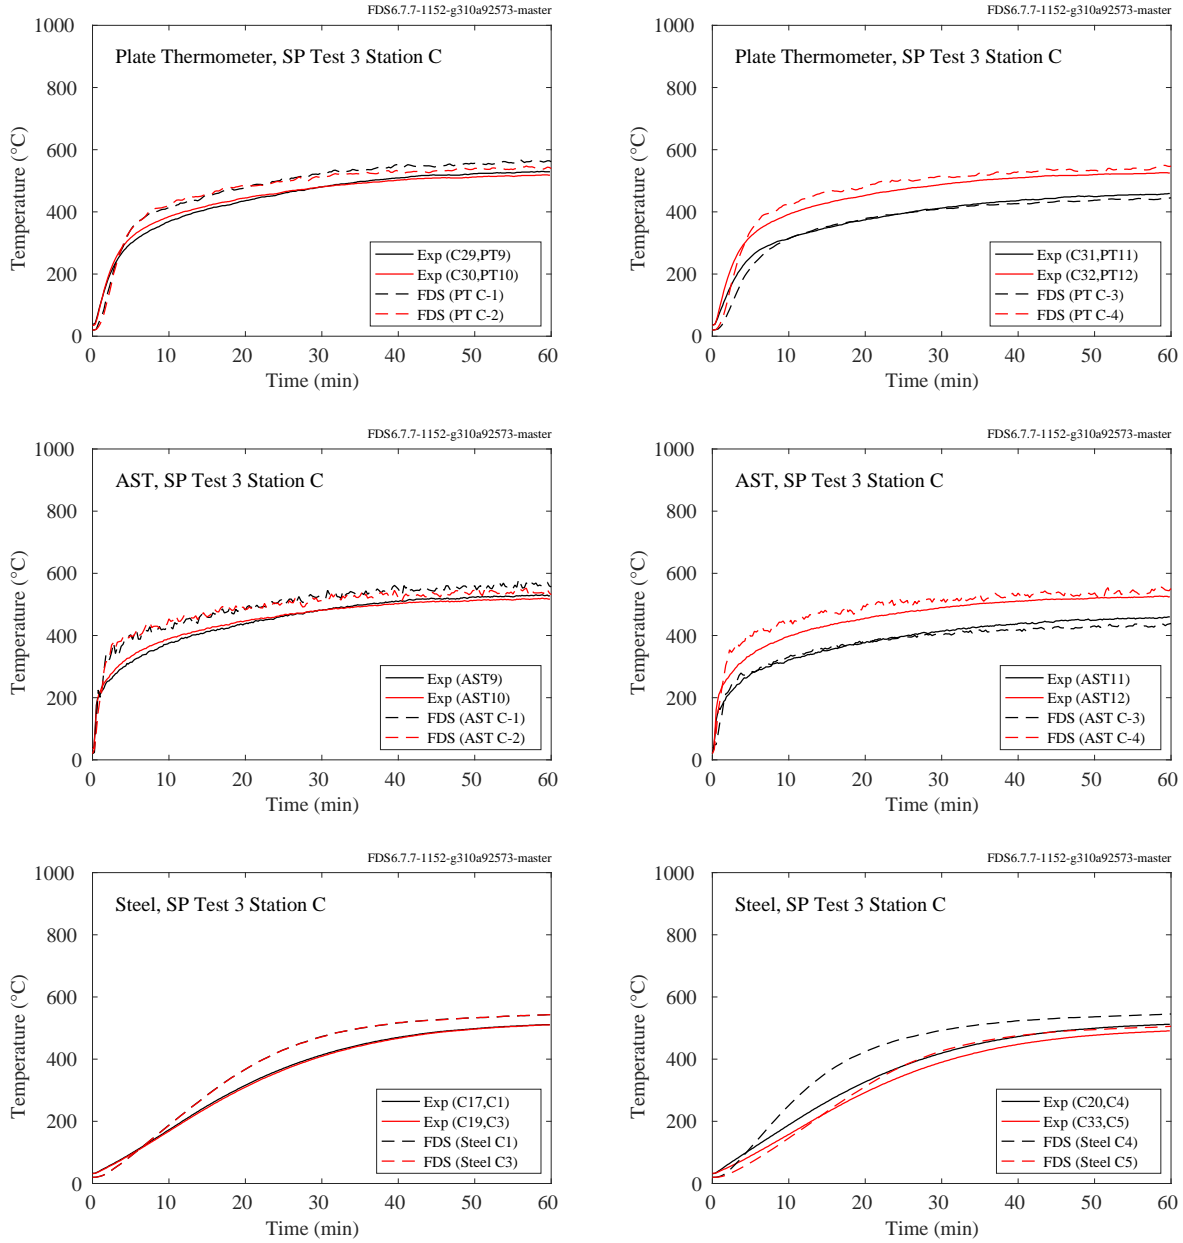 FDS6.7.7-1152-g310a92573-master
Plate Thermometer, SP Test 3 Station C
Temperature (°C)
1000
800
600
400
200
0
Exp (C29,PT9)
Exp (C30,PT10)
FDS (PT C-1)
FDS (PT C-2)
0 10 20 30 40 50 60
Time (min)
FDS6.7.7-1152-g310a92573-master
Plate Thermometer, SP Test 3 Station C
Temperature (°C)
1000
800
600
400
200
0
Exp (C31,PT11)
Exp (C32,PT12)
FDS (PT C-3)
FDS (PT C-4)
0 10 20 30 40 50 60
Time (min)
FDS6.7.7-1152-g310a92573-master
AST, SP Test 3 Station C
Temperature (°C)
1000
800
600
400
200
0
Exp (AST9)
Exp (AST10)
FDS (AST C-1)
FDS (AST C-2)
0 10 20 30 40 50 60
Time (min)
FDS6.7.7-1152-g310a92573-master
AST, SP Test 3 Station C
Temperature (°C)
1000
800
600
400
200
0
Exp (AST11)
Exp (AST12)
FDS (AST C-3)
FDS (AST C-4)
0 10 20 30 40 50 60
Time (min)
FDS6.7.7-1152-g310a92573-master
Steel, SP Test 3 Station C
Temperature (°C)
1000
800
600
400
200
0
Exp (C17,C1)
Exp (C19,C3)
FDS (Steel C1)
FDS (Steel C3)
0 10 20 30 40 50 60
Time (min)
FDS6.7.7-1152-g310a92573-master
Steel, SP Test 3 Station C
Temperature (°C)
1000
800
600
400
200
0
Exp (C20,C4)
Exp (C33,C5)
FDS (Steel C4)
FDS (Steel C5)
0 10 20 30 40 50 60
Time (min)